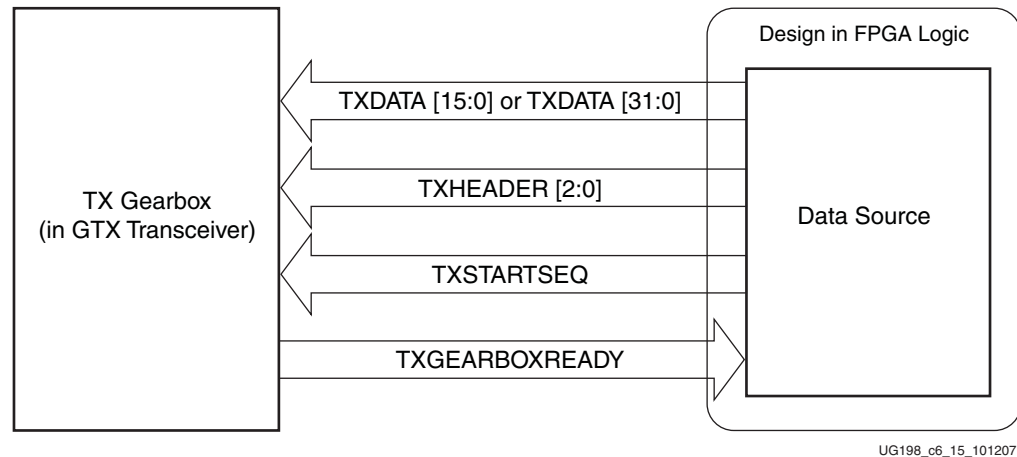 Design in FPGA Logic
TXDATA [15:0] or TXDATA [31:0]
TXHEADER [2:0]
TX Gearbox
(in GTX Transceiver)
Data Source
TXSTARTSEQ
TXGEARBOXREADY
UG198_c6_15_101207